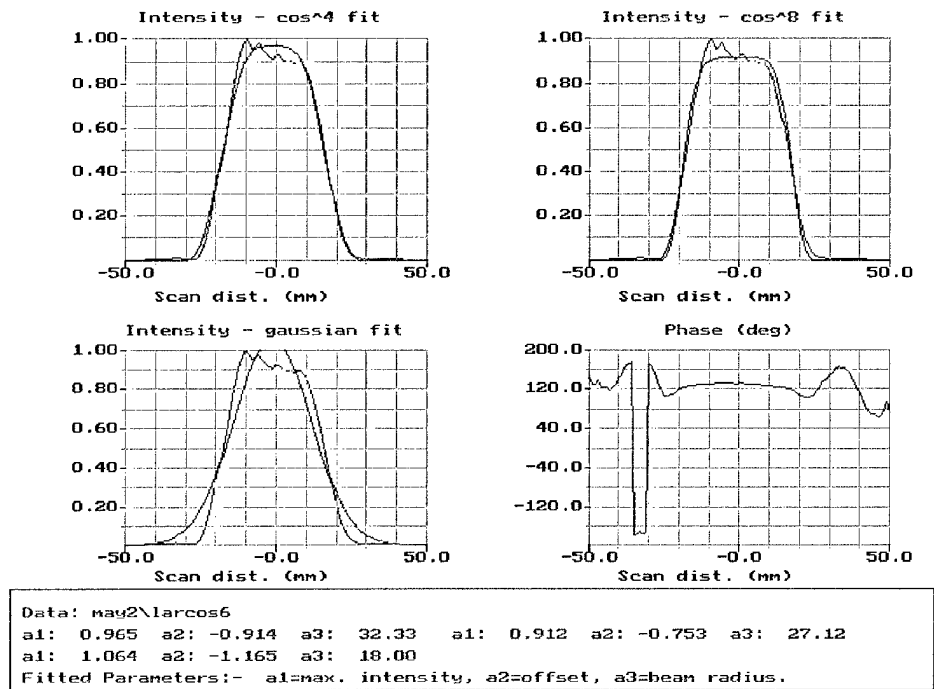 Intensity - cos^4 fit
1.00
0.80
0.60
0.40
0.20
-50.0 -0.0 50.0
Scan dist. (mm)
Intensity - cos^8 fit
1.00
0.80
0.60
0.40
0.20
-50.0 -0.0 50.0
Scan dist. (mm)
Intensity - gaussian fit
1.00
0.80
0.60
0.40
0.20
-50.0 -0.0 50.0
Scan dist. (mm)
Phase (deg)
200.0
120.0
40.0
-40.0
-120.0
-50.0 -0.0 50.0
Scan dist. (mm)
Data: may2\larcos6
a1: 0.965 a2: -0.914 a3: 32.33 a1: 0.912 a2: -0.753 a3: 27.12
a1: 1.064 a2: -1.165 a3: 18.00
Fitted Parameters:- a1=max. intensity, a2=offset, a3=beam radius.